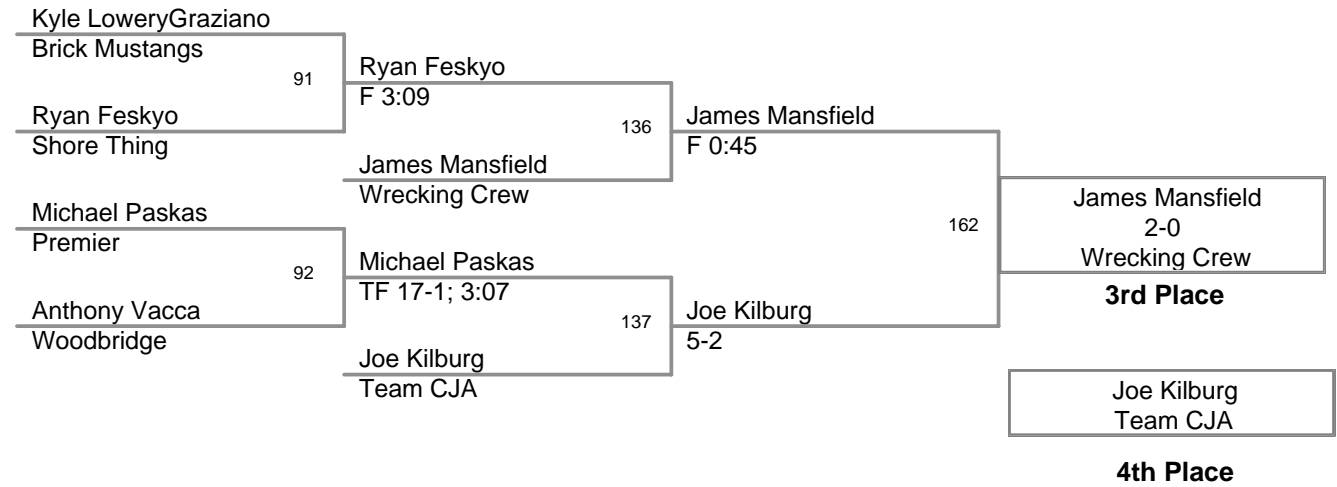 Kyle LoweryGraziano
Brick Mustangs
91
Ryan Feskyo
F 3:09
Ryan Feskyo
Shore Thing
136
James Mansfield
F 0:45
James Mansfield
Wrecking Crew
Michael Paskas
Premier
162
James Mansfield
2-0
Wrecking Crew
3rd Place
92
Michael Paskas
TF 17-1; 3:07
Anthony Vacca
Woodbridge
137
Joe Kilburg
5-2
Joe Kilburg
Team CJA
Joe Kilburg
Team CJA
4th Place